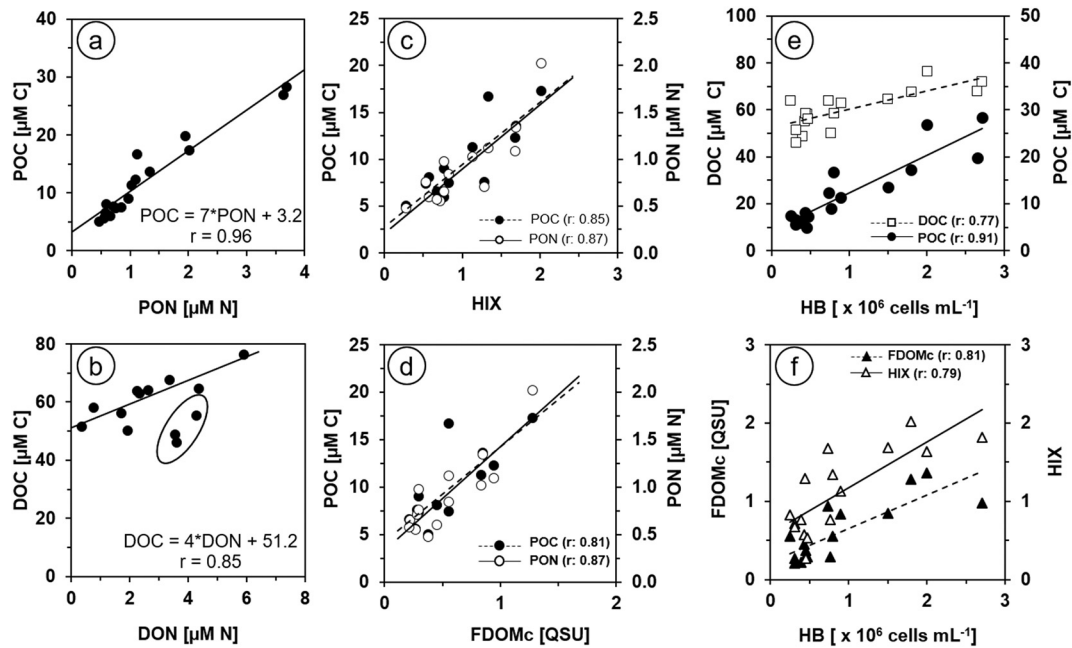 a
POC [µM C]
40
30
20
10
0
0 1 2 3 4
POC = 7*PON + 3.2
r = 0.96
PON [µM N]
c
POC [µM C]
25
20
15
10
5
0
0 1 2 3
2.5
2.0
1.5
1.0
0.5
0.0
PON [µM N]
POC (r: 0.85)
PON (r: 0.87)
HIX
e
DOC [µM C]
100
80
60
40
20
0
0 1 2 3
50
40
30
20
10
0
POC [µM C]
DOC (r: 0.77)
POC (r: 0.91)
HB [ x 10⁶ cells mL⁻¹]
b
DOC [µM C]
80
60
40
20
0
0 2 4 6 8
DOC = 4*DON + 51.2
r = 0.85
DON [µM N]
d
POC [µM C]
25
20
15
10
5
0
0 1 2
2.5
2.0
1.5
1.0
0.5
0.0
PON [µM N]
POC (r: 0.81)
PON (r: 0.87)
FDOMc [QSU]
f
FDOMc [QSU]
3
2
1
0
0 1 2 3
3
2
1
0
HIX
FDOMc (r: 0.81)
HIX (r: 0.79)
HB [ x 10⁶ cells mL⁻¹]